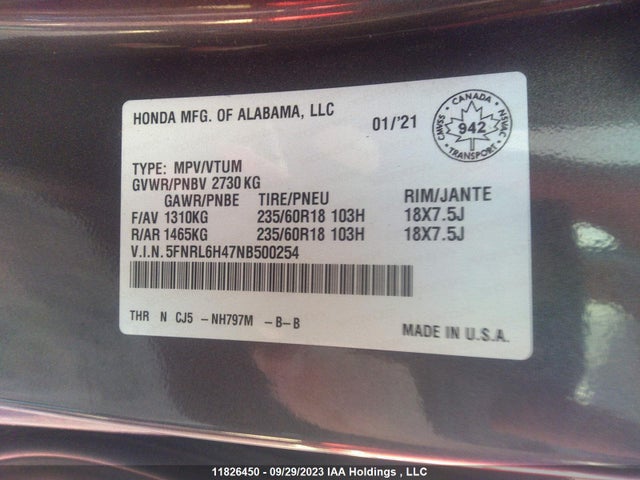 HONDA MFG. OF ALABAMA, LLC
01/'21
CANADA
CMVSS
942
NSVAC
TRANSPORT
TYPE: MPV/VTUM
GVWR/PNBV 2730 KG
GAWR/PNBE TIRE/PNEU RIM/JANTE
F/AV 1310KG 235/60R18 103H 18X7.5J
R/AR 1465KG 235/60R18 103H 18X7.5J
V.I.N. 5FNRL6H47NB500254
THR N CJ5 -NH797M -B-B
MADE IN U.S.A.
11826450 - 09/29/2023 IAA Holdings , LLC